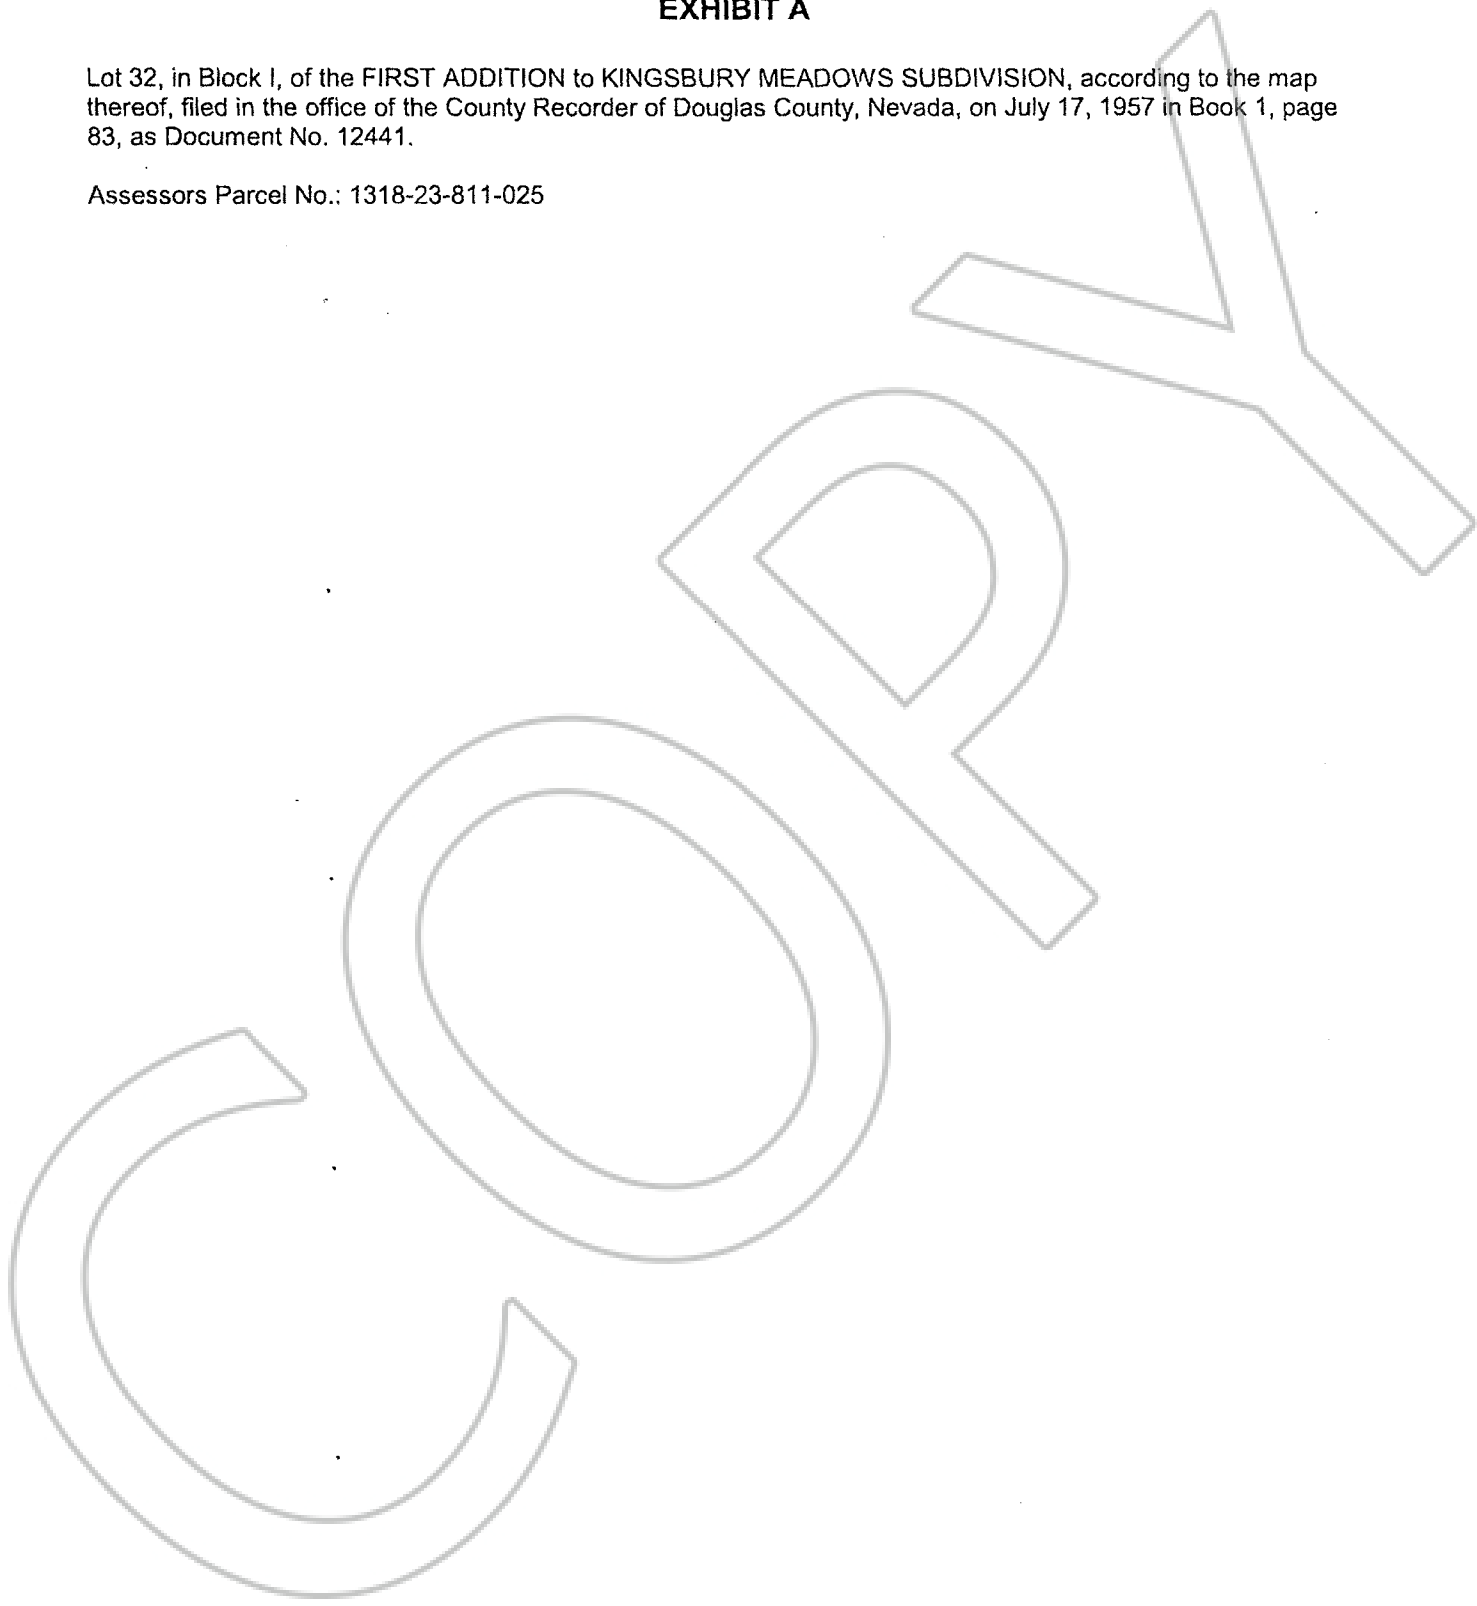 EXHIBIT A
Lot 32, in Block I, of the FIRST ADDITION to KINGSBURY MEADOWS SUBDIVISION, according to the map
thereof, filed in the office of the County Recorder of Douglas County, Nevada, on July 17, 1957 in Book 1, page
83, as Document No. 12441.
Assessors Parcel No.: 1318-23-811-025
COPY